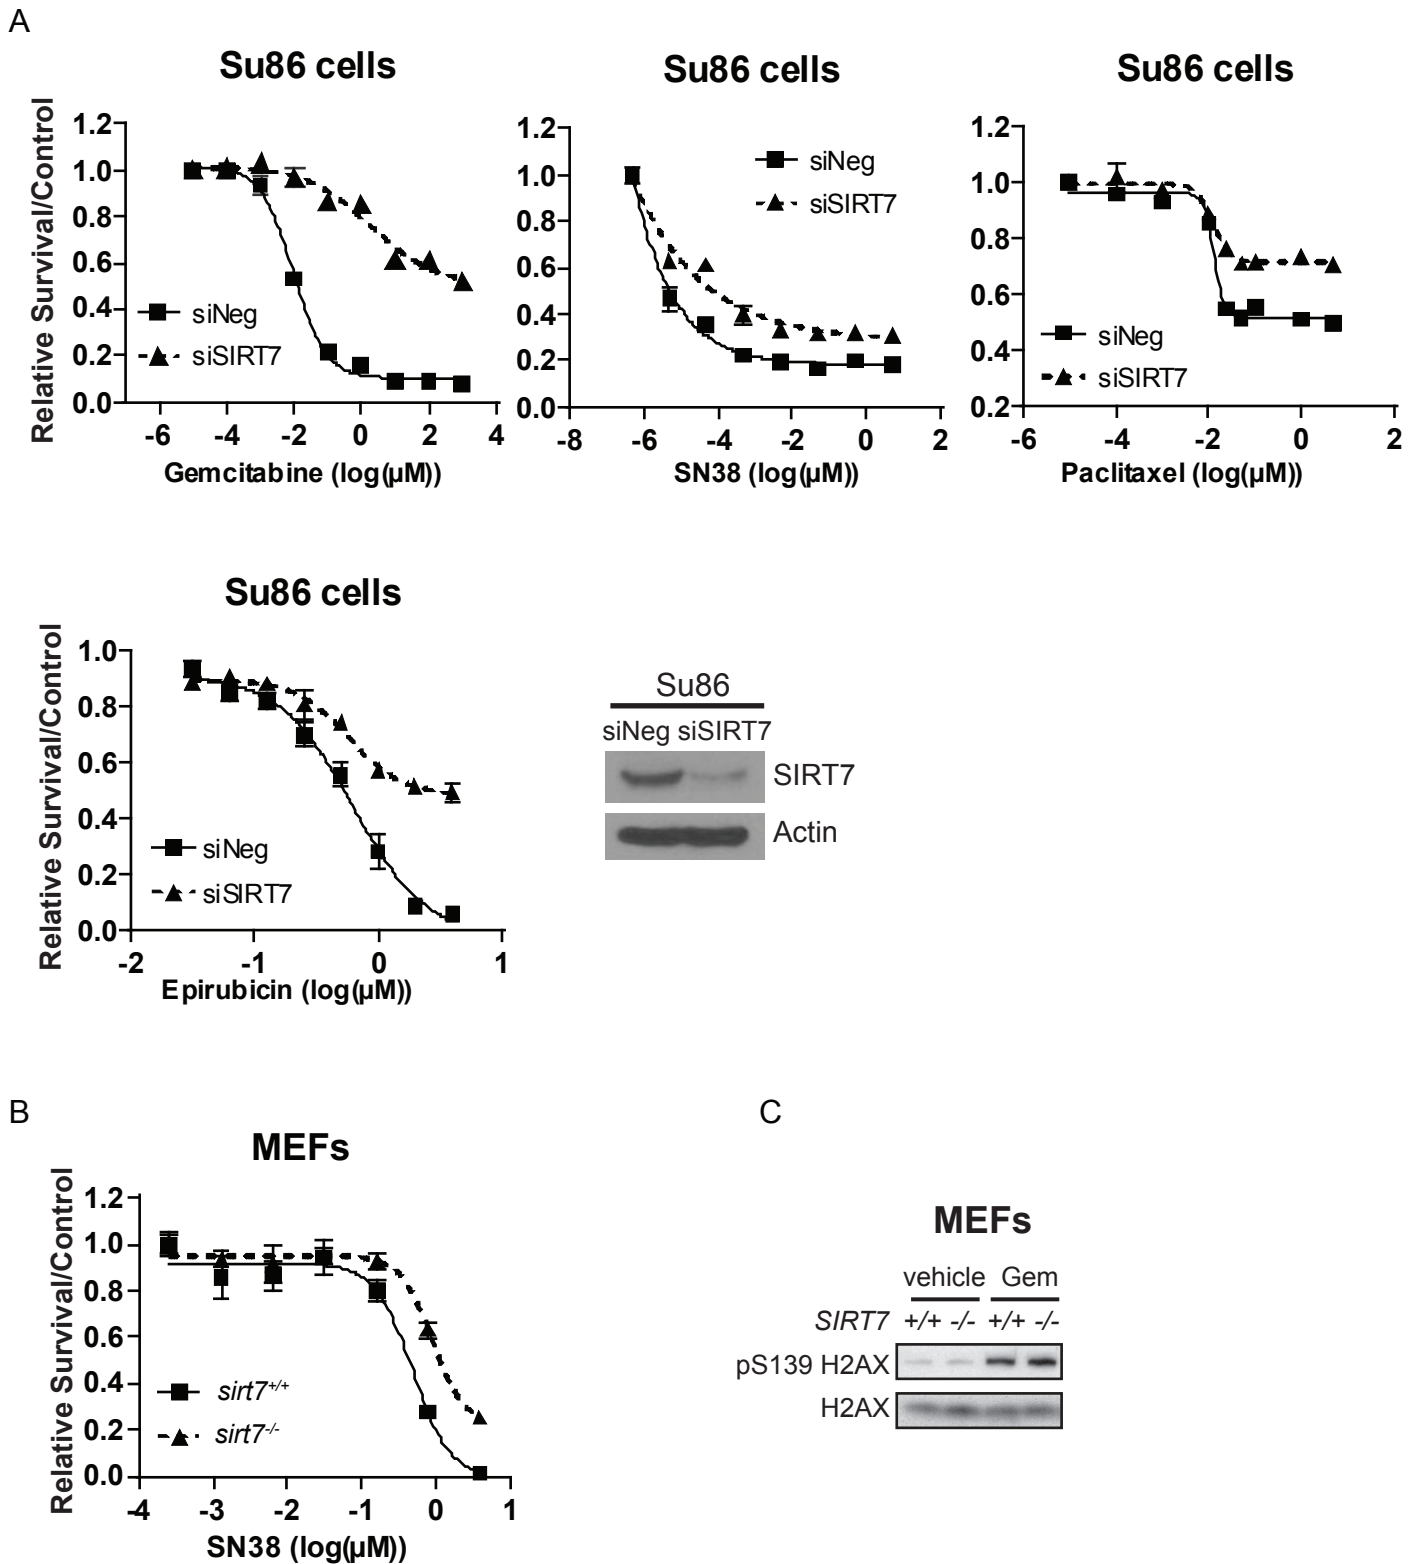 A
Su86 cells
Relative Survival/Control
1.2
1.0
0.8
0.6
0.4
0.2
0.0
siNeg
siSIRT7
-6 -4 -2 0 2 4
Gemcitabine (log(µM))
Su86 cells
1.2
1.0
0.8
0.6
0.4
0.2
0.0
siNeg
siSIRT7
-8 -6 -4 -2 0 2
SN38 (log(µM))
Su86 cells
1.2
1.0
0.8
0.6
0.4
0.2
siNeg
siSIRT7
-6 -4 -2 0 2
Paclitaxel (log(µM))
Su86 cells
Relative Survival/Control
1.0
0.8
0.6
0.4
0.2
0.0
siNeg
siSIRT7
-2 -1 0 1
Epirubicin (log(µM))
Su86
siNeg siSIRT7
SIRT7
Actin
B
MEFs
Relative Survival/Control
1.2
1.0
0.8
0.6
0.4
0.2
0.0
sirt7+/+
sirt7-/-
-4 -3 -2 -1 0 1
SN38 (log(µM))
C
MEFs
vehicle Gem
SIRT7 +/+ -/- +/+ -/-
pS139 H2AX
H2AX